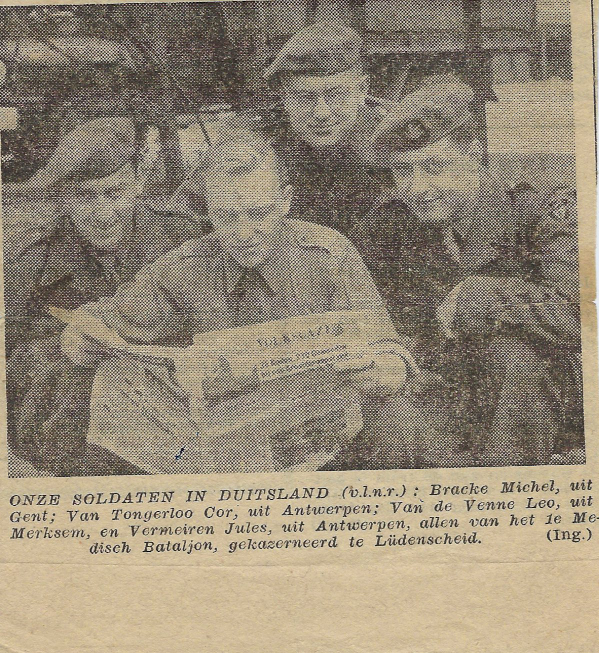 VOLKSGAZET
ONZE SOLDATEN IN DUITSLAND (v.l.n.r.) : Bracke Michel, uit
Gent; Van Tongerloo Cor, uit Antwerpen; Van de Venne Leo, uit
Merksem, en Vermeiren Jules, uit Antwerpen, allen van het 1e Me-
disch Bataljon, gekazerneerd te Lüdenscheid. (Ing.)